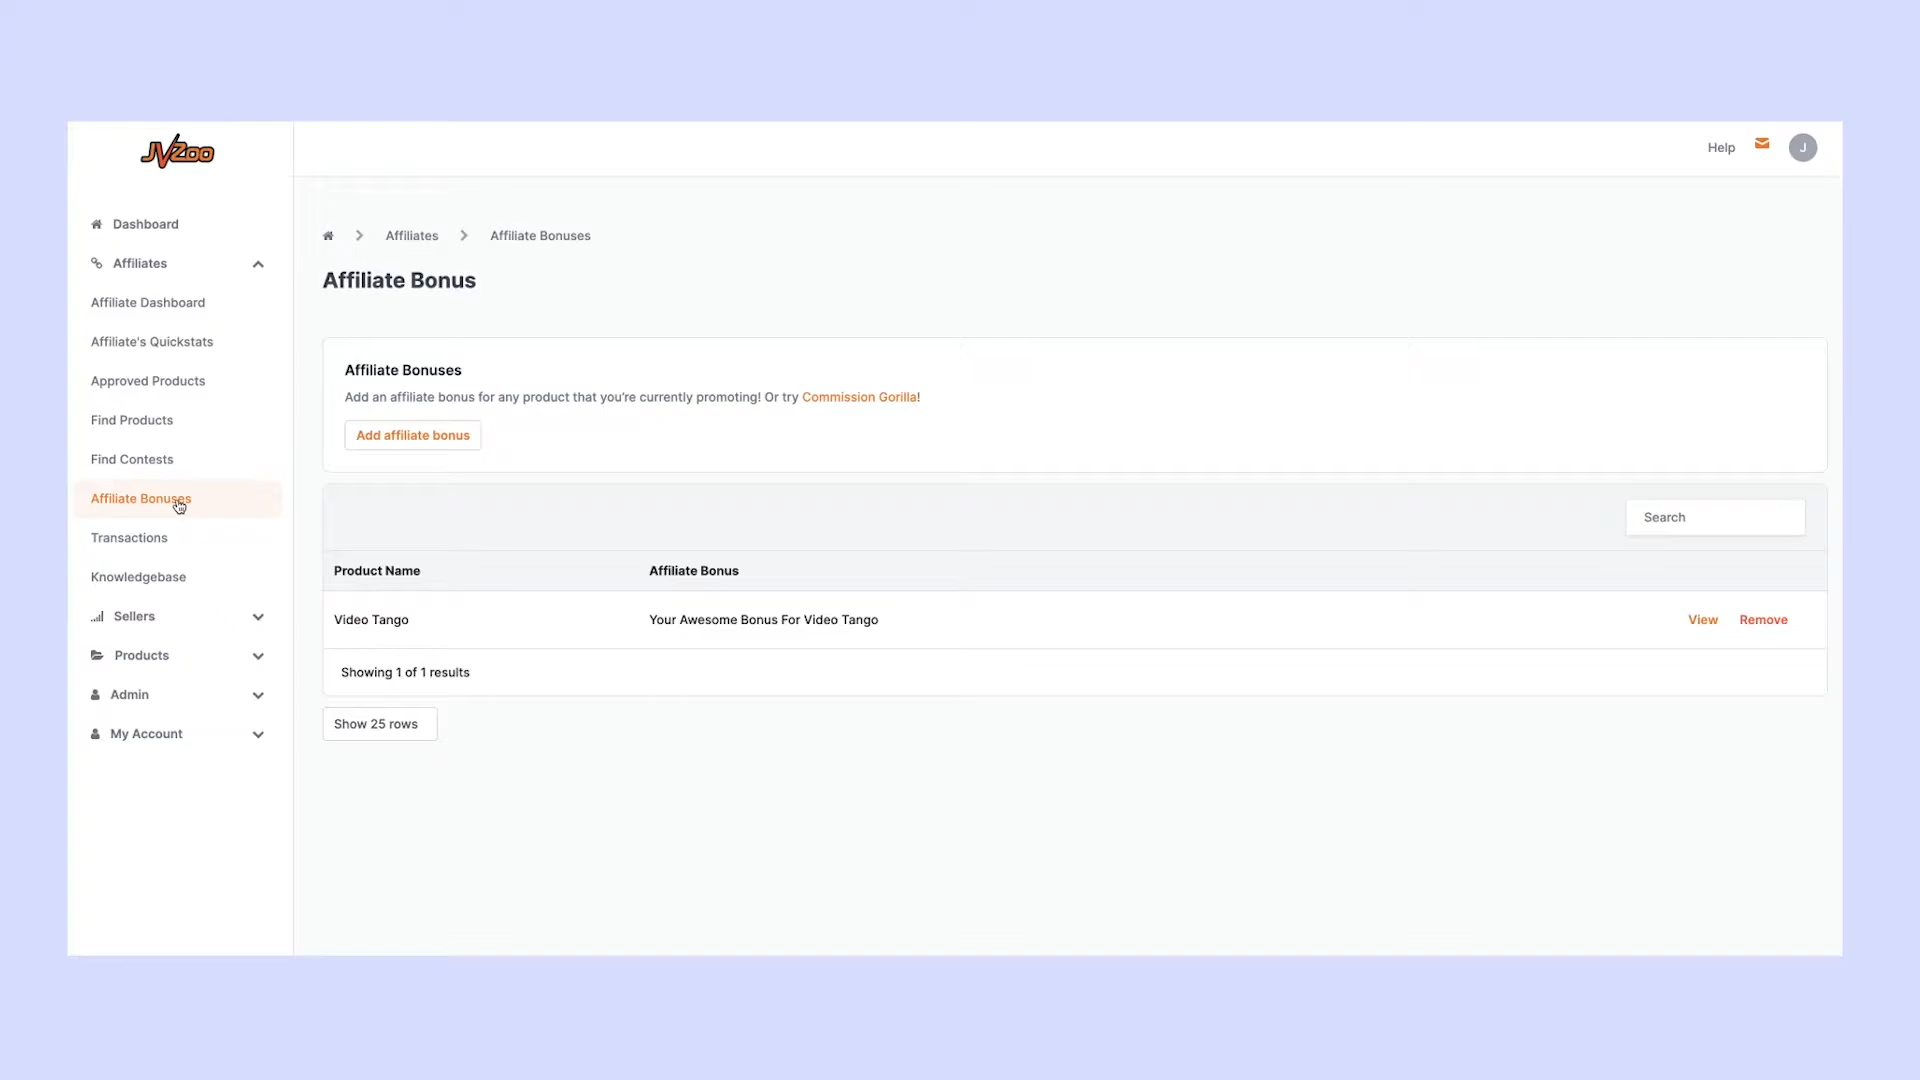 JVZoo
Help
J
Dashboard
Affiliates
Affiliate Dashboard
Affiliate's Quickstats
Approved Products
Find Products
Find Contests
Affiliate Bonuses
Transactions
Knowledgebase
Sellers
Products
Admin
My Account
Affiliates
Affiliate Bonuses
Affiliate Bonus
Affiliate Bonuses
Add an affiliate bonus for any product that you're currently promoting! Or try Commission Gorilla!
Add affiliate bonus
Search
Product Name Affiliate Bonus
Video Tango Your Awesome Bonus For Video Tango View Remove
Showing 1 of 1 results
Show 25 rows